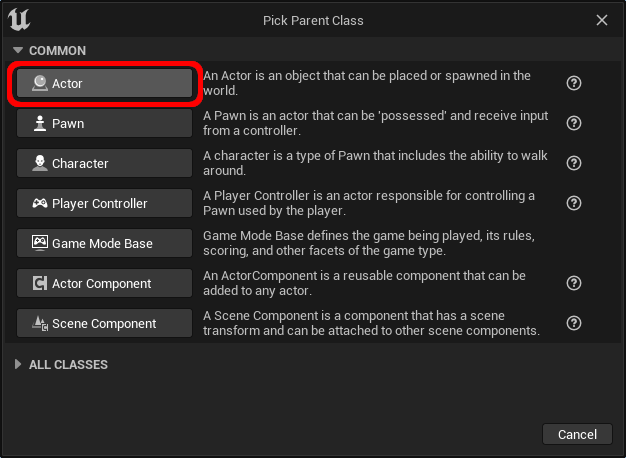 Pick Parent Class
COMMON
Actor
An Actor is an object that can be placed or spawned in the
world.
Pawn
A Pawn is an actor that can be 'possessed' and receive input
from a controller.
Character
A character is a type of Pawn that includes the ability to walk
around.
Player Controller
A Player Controller is an actor responsible for controlling a
Pawn used by the player.
Game Mode Base
Game Mode Base defines the game being played, its rules,
scoring, and other facets of the game type.
Actor Component
An ActorComponent is a reusable component that can be
added to any actor.
Scene Component
A Scene Component is a component that has a scene
transform and can be attached to other scene components.
ALL CLASSES
Cancel